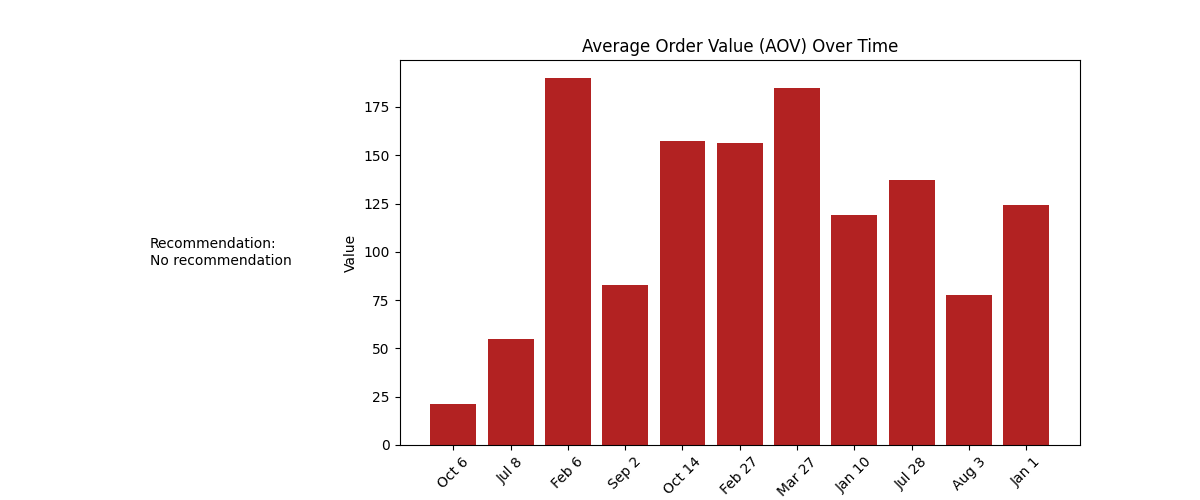 Average Order Value (AOV) Over Time
Recommendation:
No recommendation
Value
175
150
125
100
75
50
25
0
Oct 6
Jul 8
Feb 6
Sep 2
Oct 14
Feb 27
Mar 27
Jan 10
Jul 28
Aug 3
Jan 1